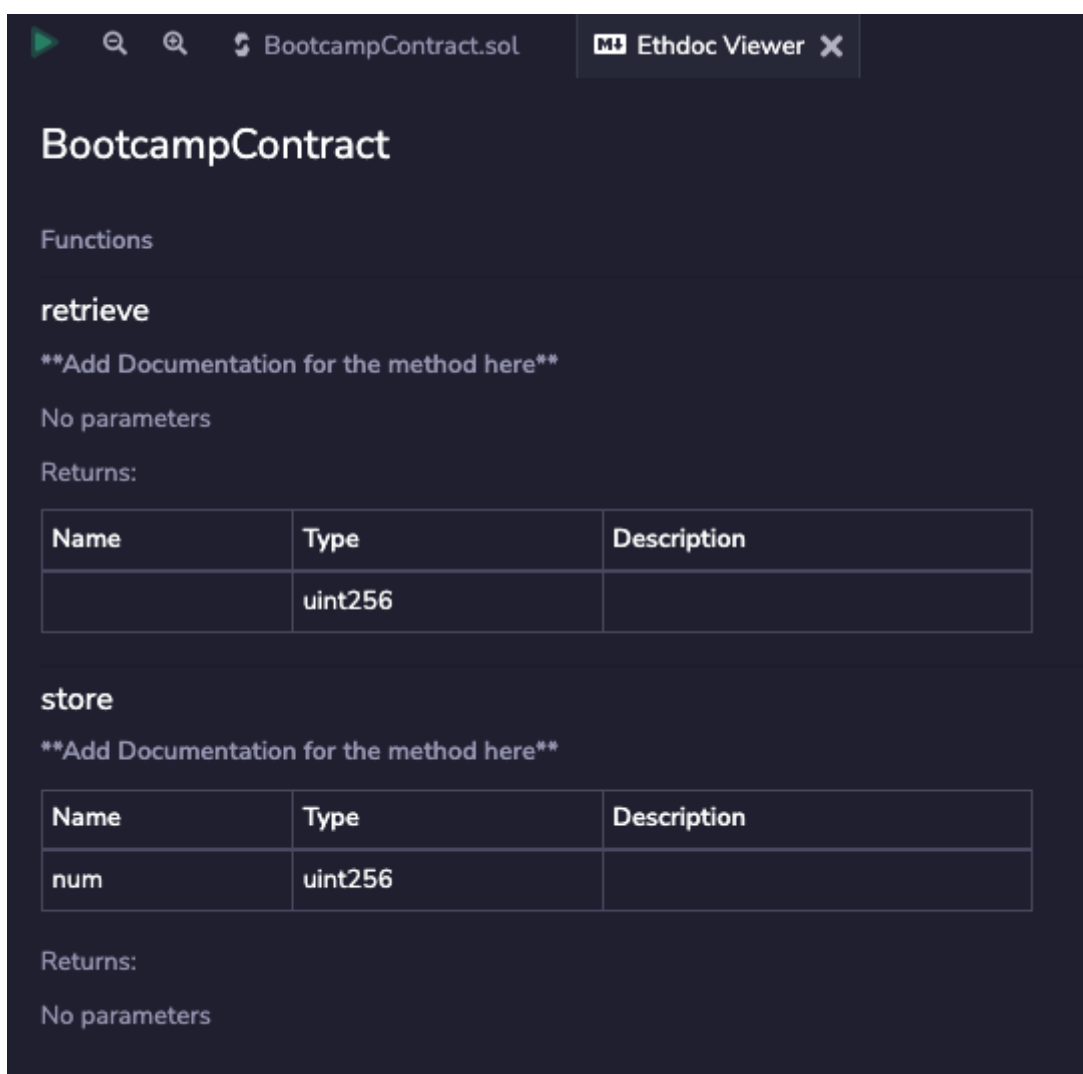 BootcampContract.sol
M↓ Ethdoc Viewer
BootcampContract
Functions
retrieve
**Add Documentation for the method here**
No parameters
Returns:
Name Type Description
uint256
store
**Add Documentation for the method here**
Name Type Description
num uint256
Returns:
No parameters